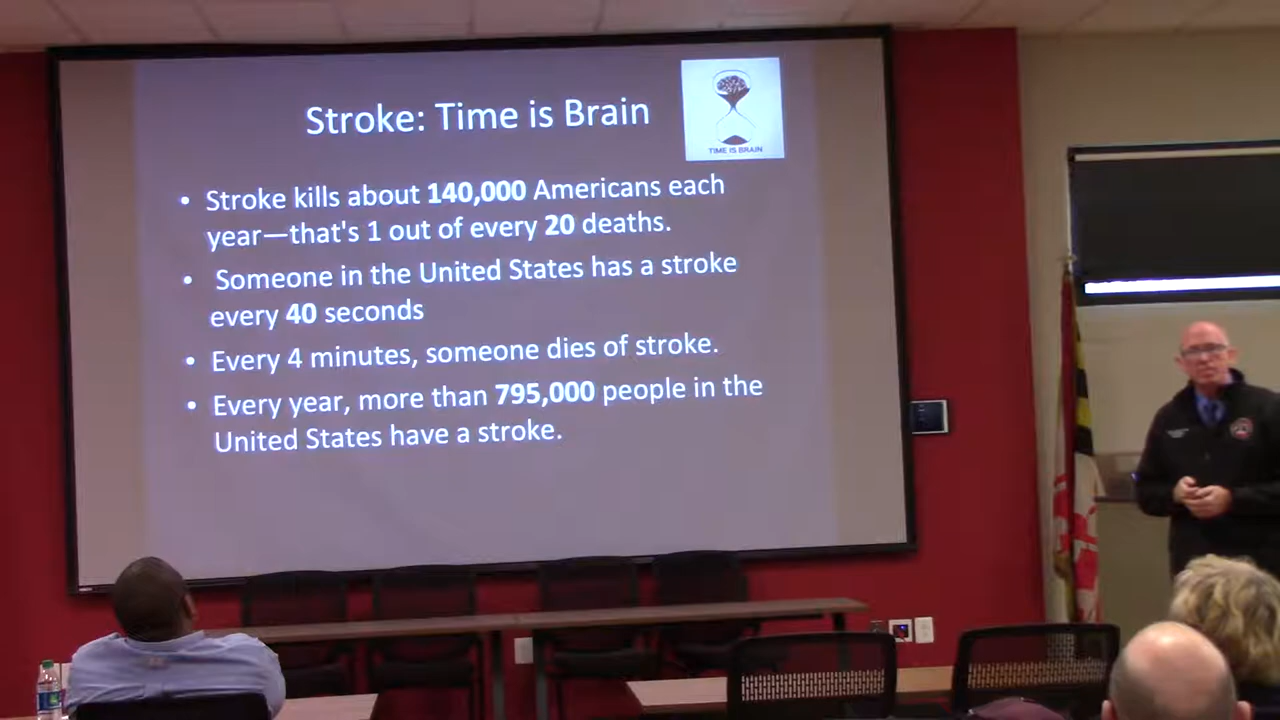 Stroke: Time is Brain
TIME IS BRAIN
• Stroke kills about 140,000 Americans each
year—that's 1 out of every 20 deaths.
• Someone in the United States has a stroke
every 40 seconds
• Every 4 minutes, someone dies of stroke.
• Every year, more than 795,000 people in the
United States have a stroke.